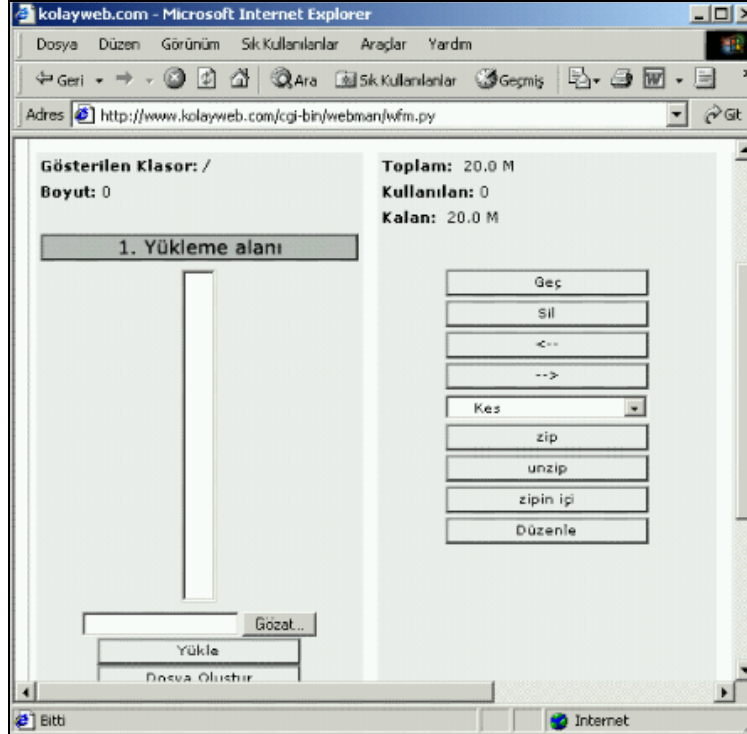 kolayweb.com - Microsoft Internet Explorer
Dosya Düzen Görünüm Sık Kullanılanlar Araçlar Yardım
Geri Ara Sık Kullanılanlar Geçmiş
Adres http://www.kolayweb.com/cgi-bin/webman/wfm.py Git
Gösterilen Klasor: /
Boyut: 0
Toplam: 20.0 M
Kullanılan: 0
Kalan: 20.0 M
1. Yükleme alanı
Geç
Sil
<--
-->
Kes
zip
unzip
zipin içi
Düzenle
Gözat...
Yükle
Dosya Oluştur
Bitti Internet